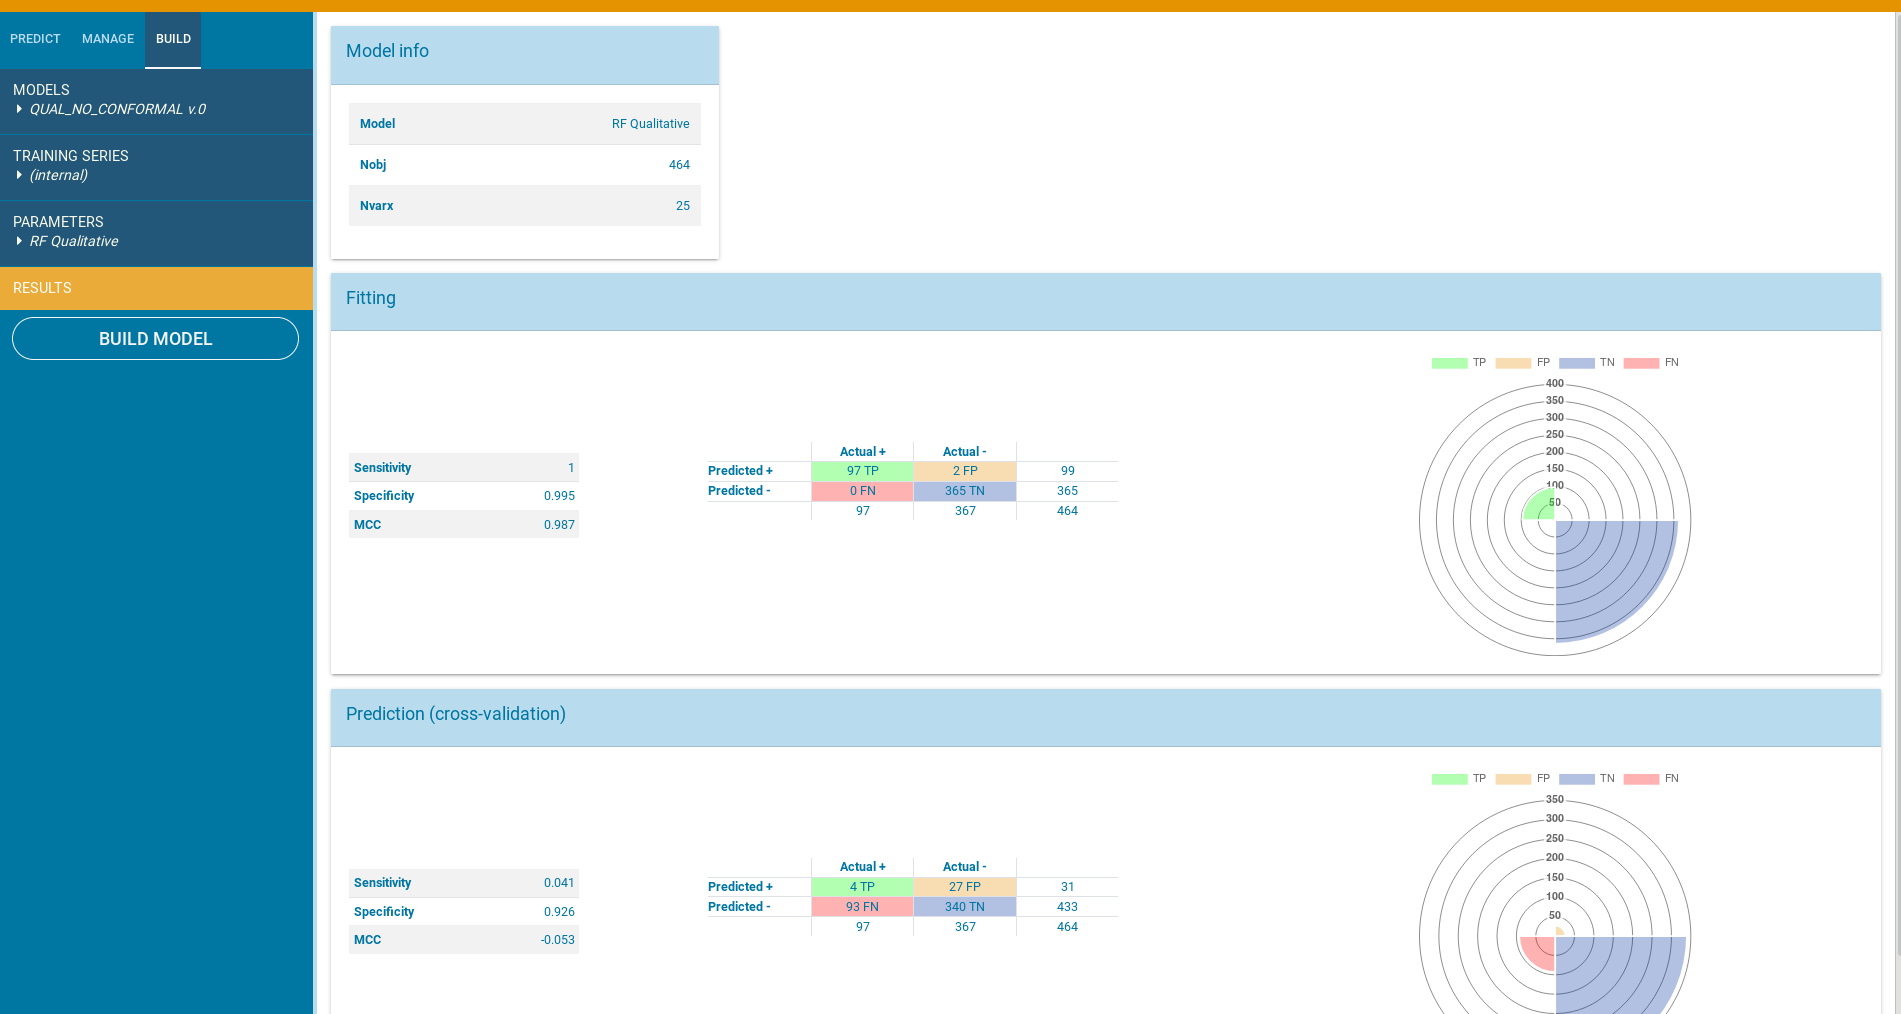 PREDICT MANAGE BUILD
MODELS
QUAL_NO_CONFORMAL v.0
TRAINING SERIES
(internal)
PARAMETERS
RF Qualitative
RESULTS
BUILD MODEL
Model info
Model RF Qualitative
Nobj 464
Nvarx 25
Fitting
Sensitivity 1
Specificity 0.995
MCC 0.987
Actual + Actual -
Predicted + 97 TP 2 FP 99
Predicted - 0 FN 365 TN 365
97 367 464
TP FP TN FN
400
350
300
250
200
150
100
50
Prediction (cross-validation)
Sensitivity 0.041
Specificity 0.926
MCC -0.053
Actual + Actual -
Predicted + 4 TP 27 FP 31
Predicted - 93 FN 340 TN 433
97 367 464
TP FP TN FN
350
300
250
200
150
100
50